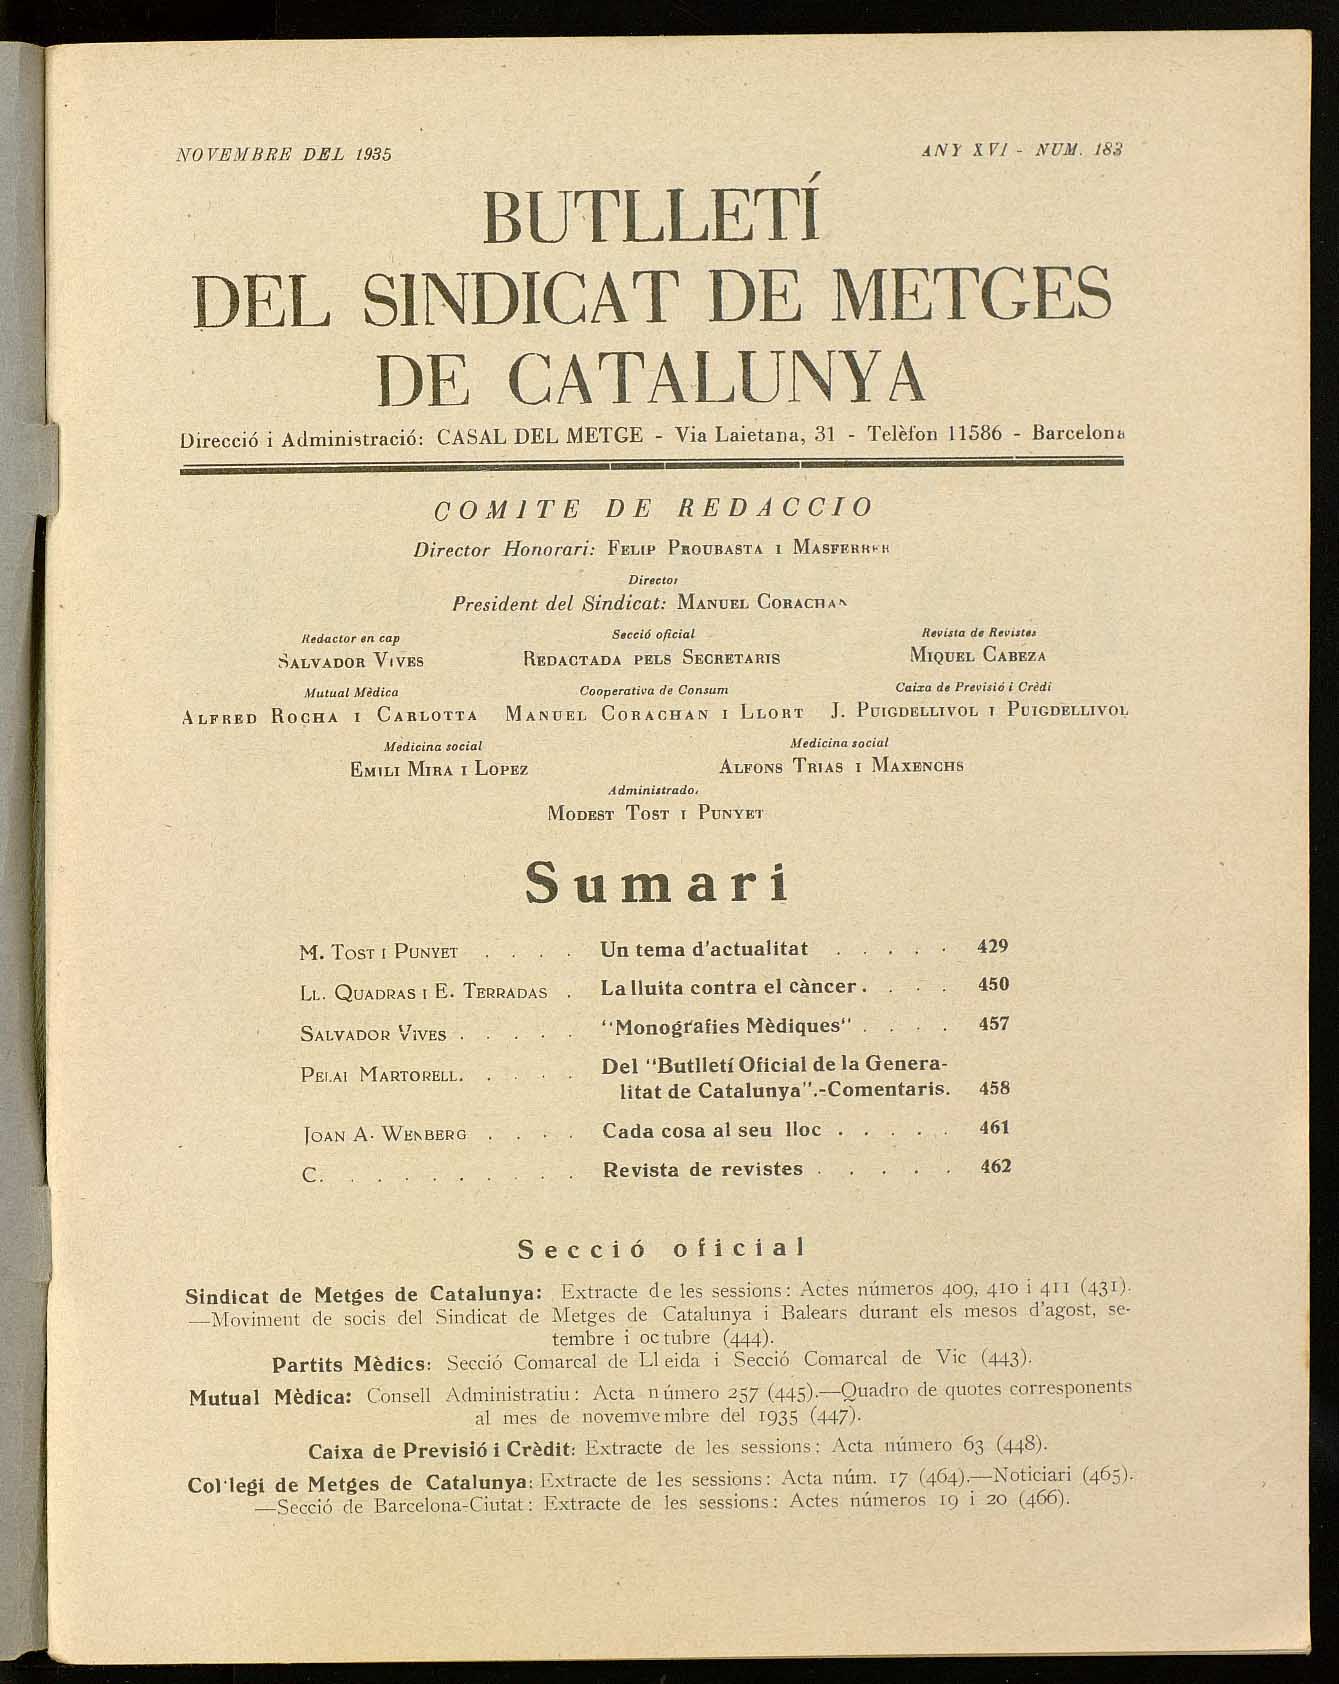 NOVEMBRE DEL 1935 ANY XVI - NUM. 183
BUTLLETÍ
DEL SINDICAT DE METGES
DE CATALUNYA
Direcció i Administració: CASAL DEL METGE - Via Laietana, 31 - Telèfon 11586 - Barcelona
COMITE DE REDACCIO
Director Honorari: FELIP PROUBASTA I MASFERRER
Director
President del Sindicat: MANUEL CORACHAN
Redactor en cap Secció oficial Revista de Revistes
SALVADOR VIVES REDACTADA PELS SECRETARIS MIQUEL CABEZA
Mutual Mèdica Cooperativa de Consum Caixa de Previsió i Crèdi
ALFRED ROCHA I CARLOTTA MANUEL CORACHAN I LLORT J. PUIGDELLIVOL I PUIGDELLIVOL
Medicina social Medicina social
EMILI MIRA I LOPEZ ALFONS TRIAS I MAXENCHS
Administrador
MODEST TOST I PUNYET
Sumari
M. TOST I PUNYET . . . . Un tema d'actualitat . . . . . 429
LL. QUADRAS I E. TERRADAS . La lluita contra el càncer . . . . 450
SALVADOR VIVES . . . . . "Monografies Mèdiques" . . . . 457
PELAI MARTORELL. . . . . Del "Butlletí Oficial de la Genera-
litat de Catalunya".-Comentaris. 458
JOAN A. WENBERG . . . . Cada cosa al seu lloc . . . . . 461
C. . . . . . . . . . Revista de revistes . . . . . 462
Secció oficial
Sindicat de Metges de Catalunya: Extracte de les sessions: Actes números 409, 410 i 411 (431).
—Moviment de socis del Sindicat de Metges de Catalunya i Balears durant els mesos d'agost, se-
tembre i octubre (444).
Partits Mèdics: Secció Comarcal de Lleida i Secció Comarcal de Vic (443).
Mutual Mèdica: Consell Administratiu: Acta número 257 (445).—Quadro de quotes corresponents
al mes de novemvembre del 1935 (447).
Caixa de Previsió i Crèdit: Extracte de les sessions: Acta número 63 (448).
Col·legi de Metges de Catalunya: Extracte de les sessions: Acta núm. 17 (464).—Noticiari (465).
—Secció de Barcelona-Ciutat: Extracte de les sessions: Actes números 19 i 20 (466).